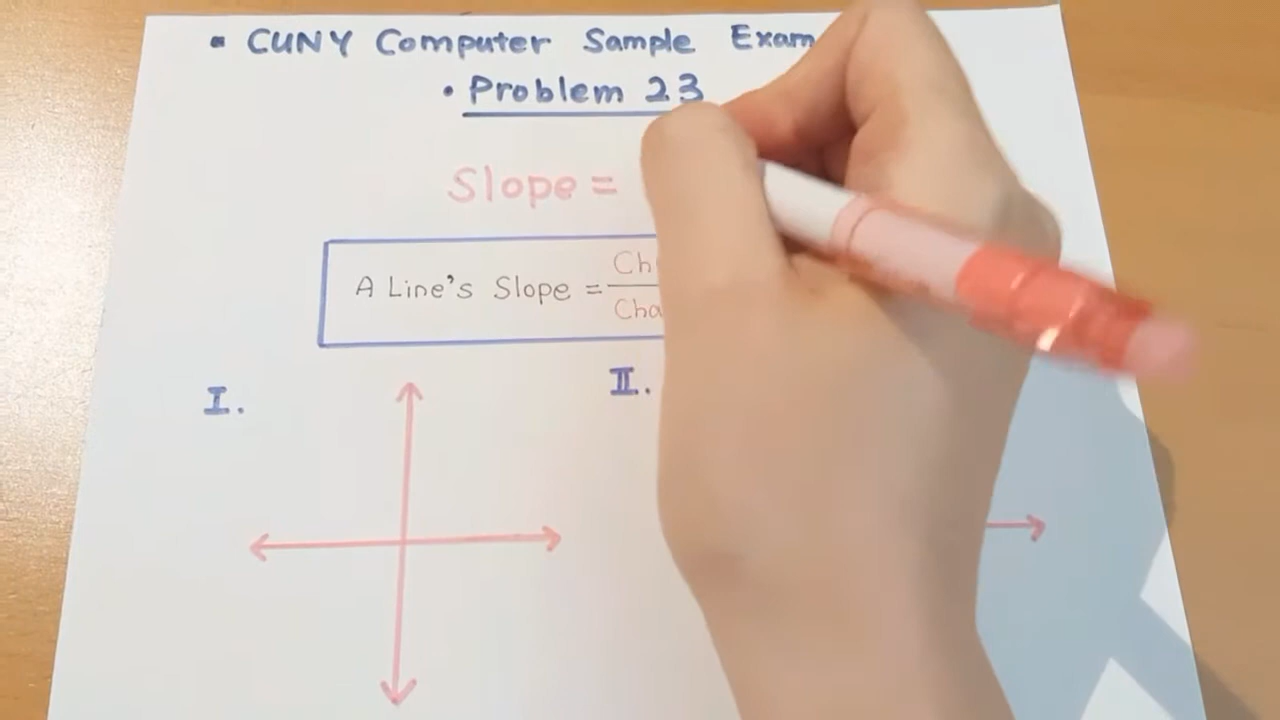 ▪ CUNY Computer Sample Exam
• Problem 23
Slope =
A Line's Slope =
I.
II.